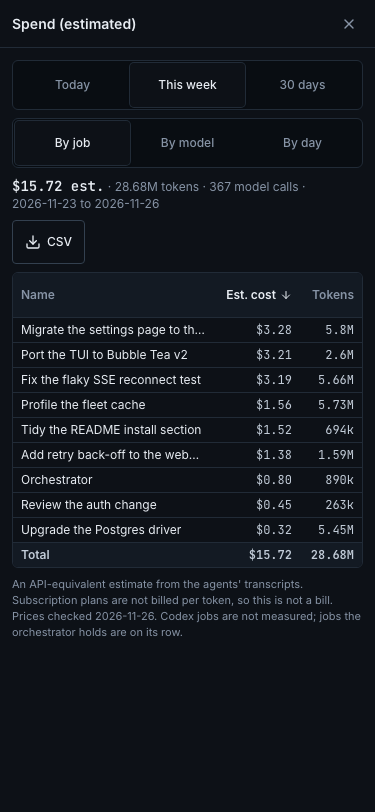 Spend (estimated)
Today This week 30 days
By job By model By day
$15.72 est. · 28.68M tokens · 367 model calls ·
2026-11-23 to 2026-11-26
CSV
Name Est. cost ↓ Tokens
Migrate the settings page to th... $3.28 5.8M
Port the TUI to Bubble Tea v2 $3.21 2.6M
Fix the flaky SSE reconnect test $3.19 5.66M
Profile the fleet cache $1.56 5.73M
Tidy the README install section $1.52 694k
Add retry back-off to the web... $1.38 1.59M
Orchestrator $0.80 890k
Review the auth change $0.45 263k
Upgrade the Postgres driver $0.32 5.45M
Total $15.72 28.68M
An API-equivalent estimate from the agents' transcripts.
Subscription plans are not billed per token, so this is not a bill.
Prices checked 2026-11-26. Codex jobs are not measured; jobs the
orchestrator holds are on its row.